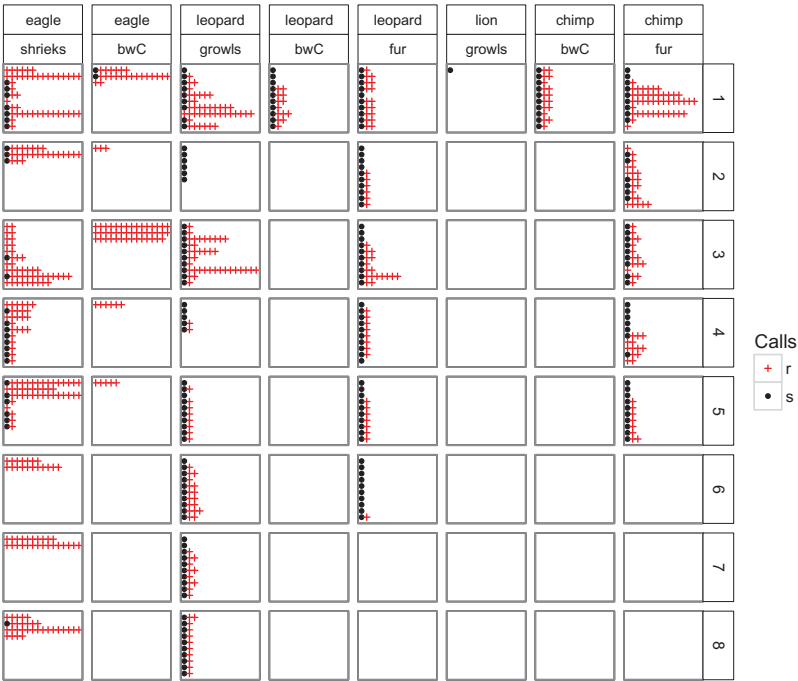 eagle eagle leopard leopard leopard lion chimp chimp
shrieks bwC growls bwC fur growls bwC fur
1
2
3
4
Calls
r
s
5
6
7
8